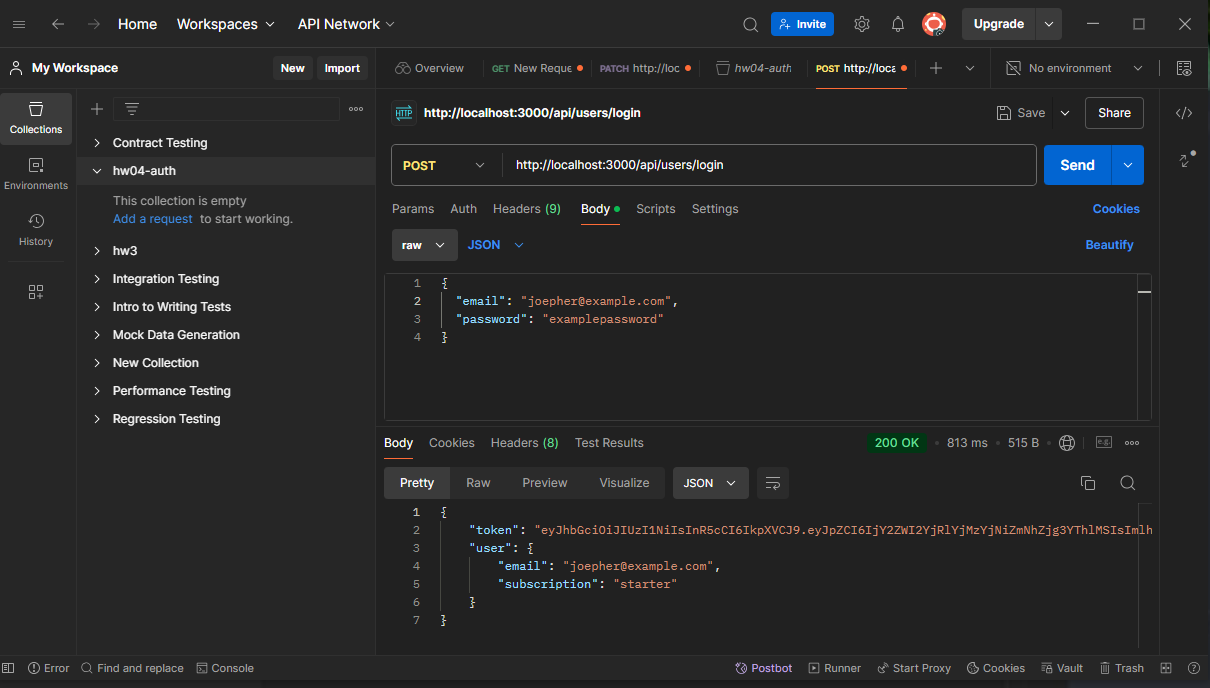 Home Workspaces API Network Invite Upgrade
My Workspace New Import Overview GET New Reque PATCH http://loc hw04-auth POST http://loca No environment
Collections
Environments
History
Contract Testing
hw04-auth
This collection is empty
Add a request to start working.
hw3
Integration Testing
Intro to Writing Tests
Mock Data Generation
New Collection
Performance Testing
Regression Testing
HTTP http://localhost:3000/api/users/login Save Share
POST http://localhost:3000/api/users/login Send
Params Auth Headers (9) Body Scripts Settings Cookies
raw JSON Beautify
1 {
2 "email": "joepher@example.com",
3 "password": "examplepassword"
4 }
Body Cookies Headers (8) Test Results 200 OK 813 ms 515 B e.g.
Pretty Raw Preview Visualize JSON
1 {
2 "token": "eyJhbGciOiJIUzI1NiIsInR5cCI6IkpXVCJ9.eyJpZCI6IjY2ZWI2YjRlYjMzYjNiZmNhZjg3YThlMSIsImlh
3 "user": {
4 "email": "joepher@example.com",
5 "subscription": "starter"
6 }
7 }
Error Find and replace Console Postbot Runner Start Proxy Cookies Vault Trash